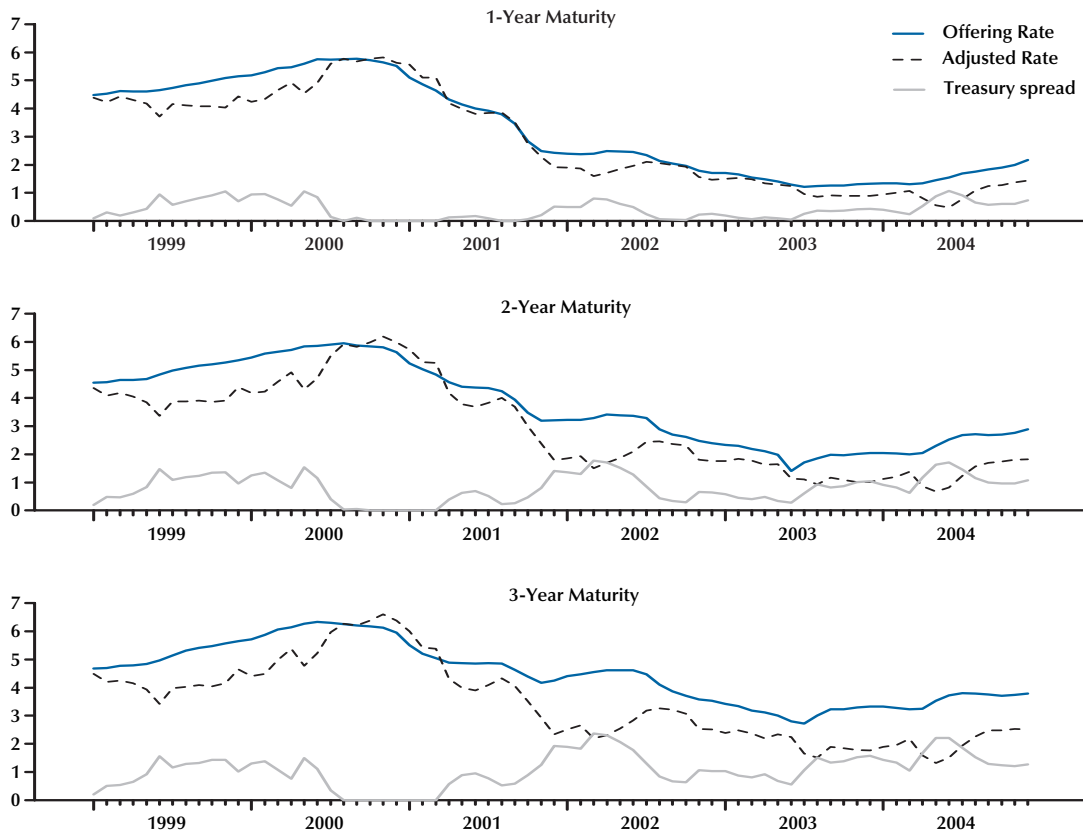 1-Year Maturity
Offering Rate
Adjusted Rate
Treasury spread
7
6
5
4
3
2
1
0
1999 2000 2001 2002 2003 2004
2-Year Maturity
7
6
5
4
3
2
1
0
1999 2000 2001 2002 2003 2004
3-Year Maturity
7
6
5
4
3
2
1
0
1999 2000 2001 2002 2003 2004